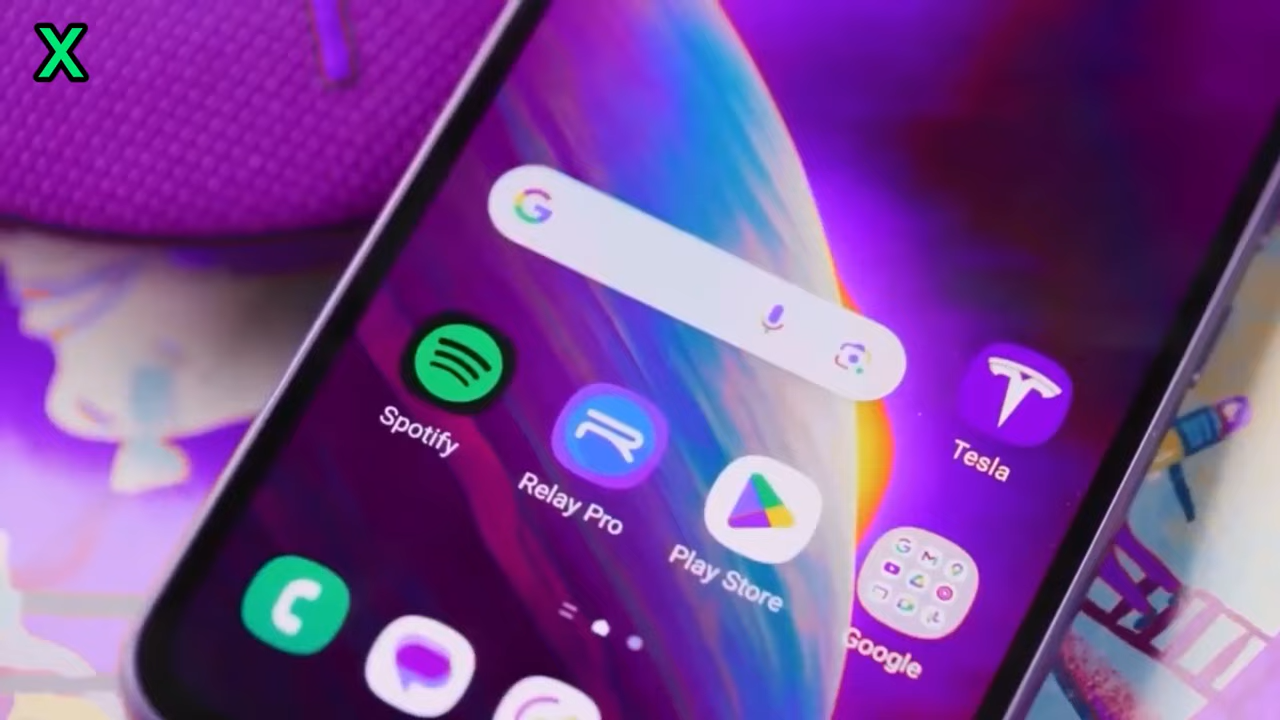 X
G
Spotify
Relay Pro
Play Store
Tesla
Google